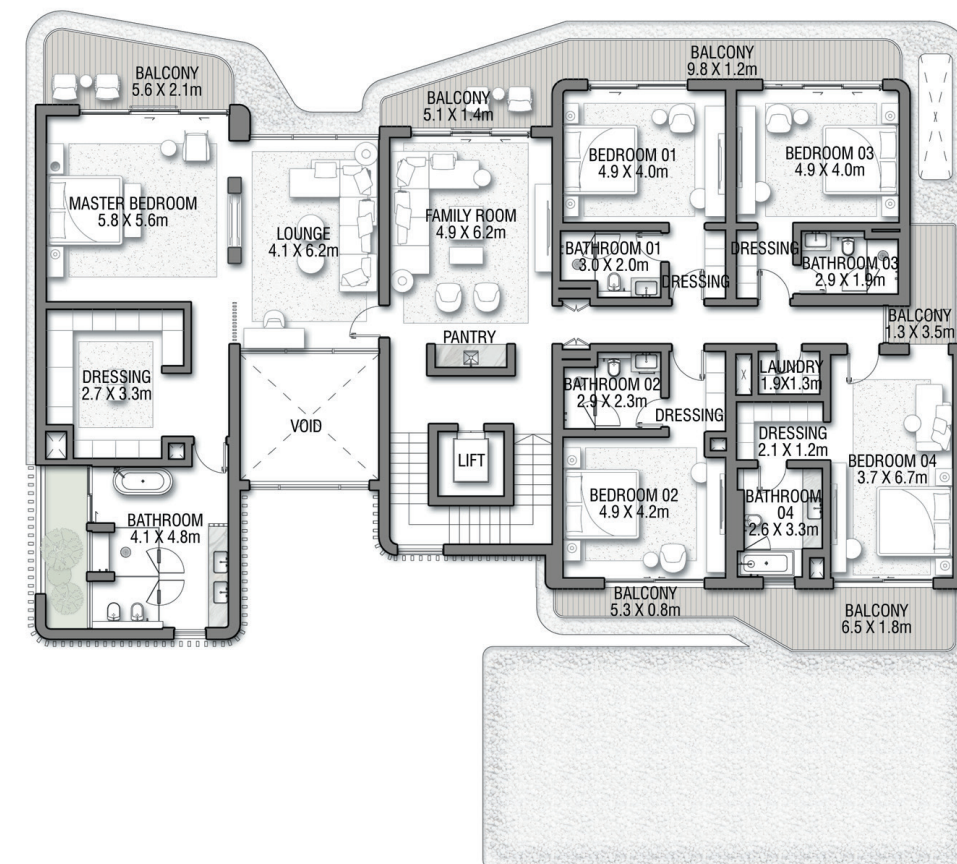 BALCONY
9.8 X 1.2m
BALCONY
5.6 X 2.1m
BALCONY
5.1 X 1.4m
BEDROOM 01
4.9 X 4.0m
BEDROOM 03
4.9 X 4.0m
MASTER BEDROOM
5.8 X 5.6m
LOUNGE
4.1 X 6.2m
FAMILY ROOM
4.9 X 6.2m
BATHROOM 01
3.0 X 2.0m
DRESSING
DRESSING
BATHROOM 03
2.9 X 1.9m
BALCONY
1.3 X 3.5m
PANTRY
DRESSING
2.7 X 3.3m
BATHROOM 02
2.9 X 2.3m
DRESSING
LAUNDRY
1.9X1.3m
VOID
LIFT
DRESSING
2.1 X 1.2m
BEDROOM 04
3.7 X 6.7m
BEDROOM 02
4.9 X 4.2m
BATHROOM
04
2.6 X 3.3m
BATHROOM
4.1 X 4.8m
BALCONY
5.3 X 0.8m
BALCONY
6.5 X 1.8m